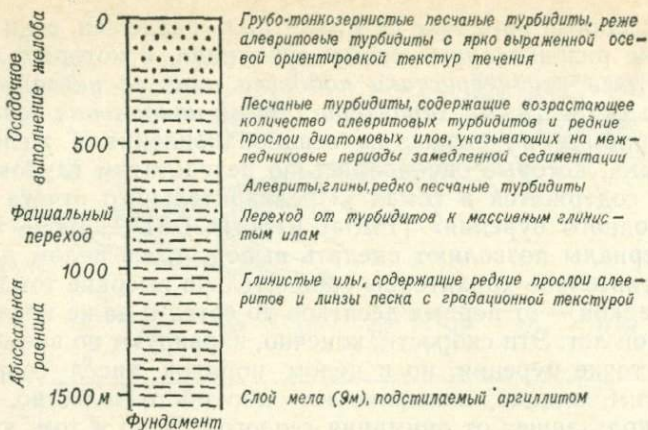 0
Грубо-тонкозернистые песчаные турбидиты, реже
алевритовые турбидиты с ярко выраженной осе-
вой ориентировкой текстур течения
Осадочное
выполнение желоба
Песчаные турбидиты, содержащие возрастающее
количество алевритовых турбидитов и редкие
прослои диатомовых илов, указывающих на меж-
ледниковые периоды замедленной седиментации
500
Алевриты, глины, редко песчаные турбидиты
Фациальный
переход
Переход от турбидитов к массивным глинис-
тым илам
1000
Глинистые илы, содержащие редкие прослои алев-
ритов и линзы песка с градационной текстурой
Абиссальная
равнина
1500 м
Слой мела (9м), подстилаемый аргиллитом
Фундамент